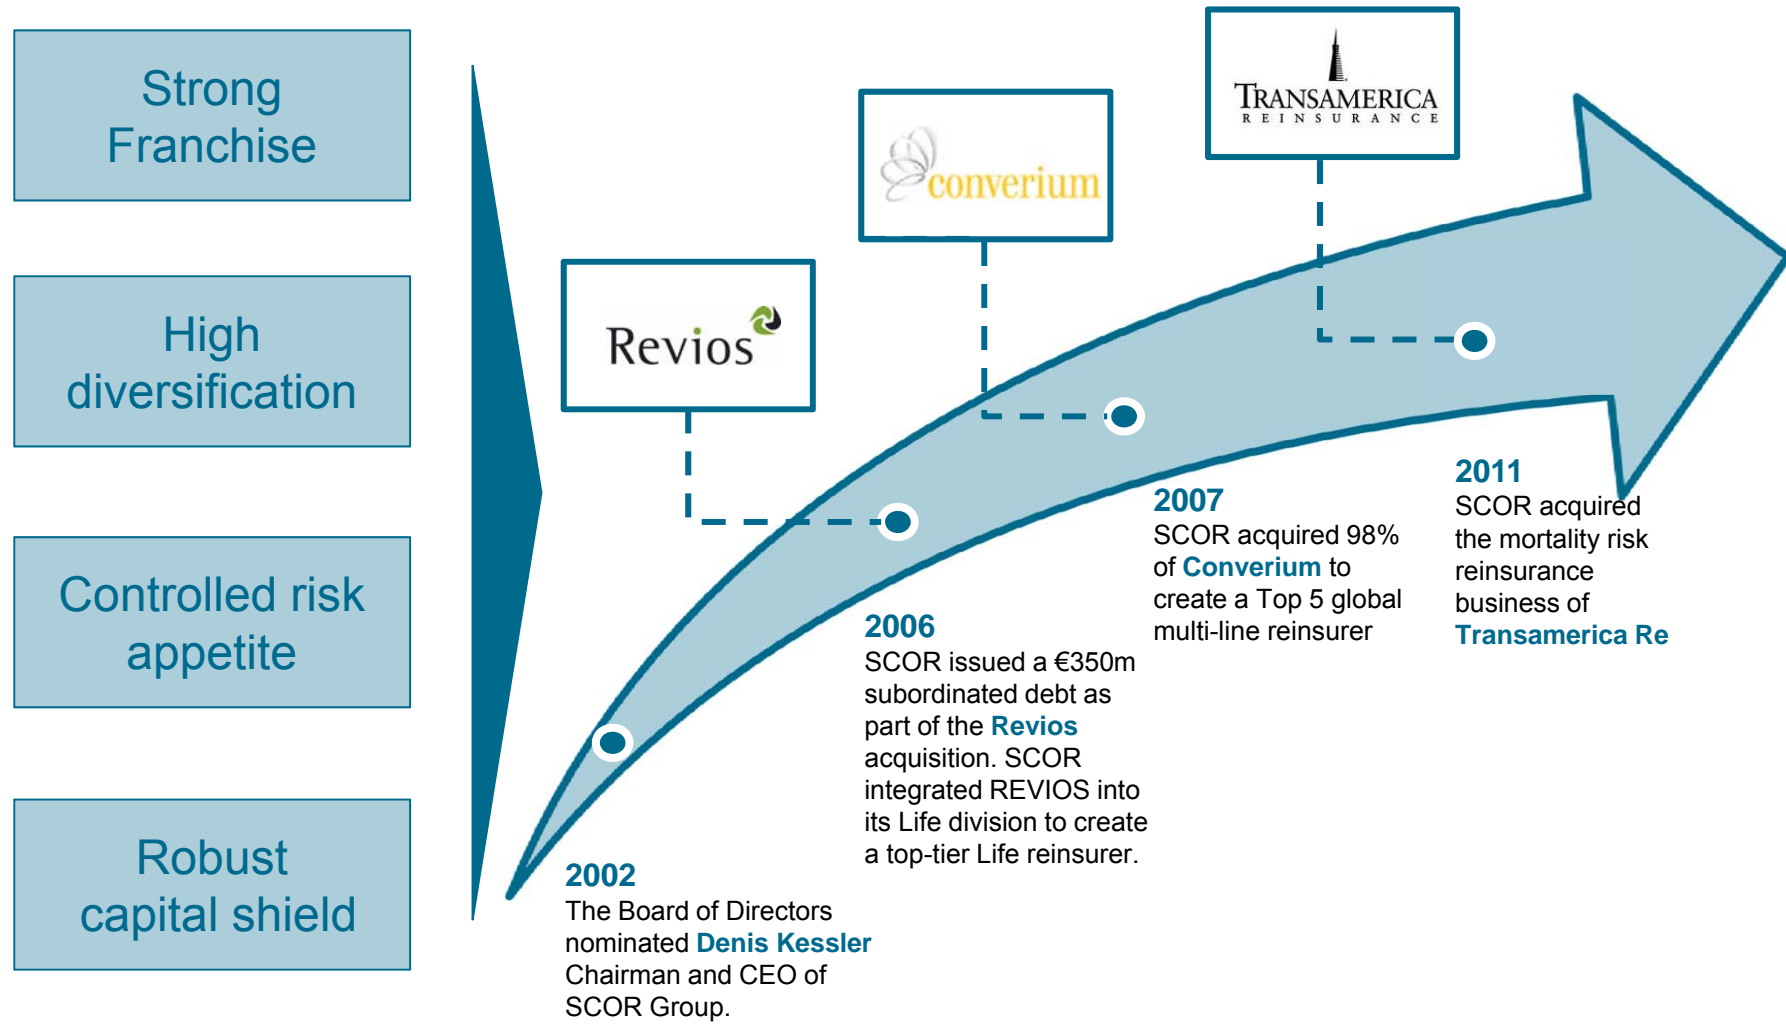 Strong
Franchise
High
diversification
Controlled risk
appetite
Robust
capital shield
Revios
converium
TRANSAMERICA
REINSURANCE
2002
The Board of Directors
nominated Denis Kessler
Chairman and CEO of
SCOR Group.
2006
SCOR issued a €350m
subordinated debt as
part of the Revios
acquisition. SCOR
integrated REVIOS into
its Life division to create
a top-tier Life reinsurer.
2007
SCOR acquired 98%
of Converium to
create a Top 5 global
multi-line reinsurer
2011
SCOR acquired
the mortality risk
reinsurance
business of
Transamerica Re